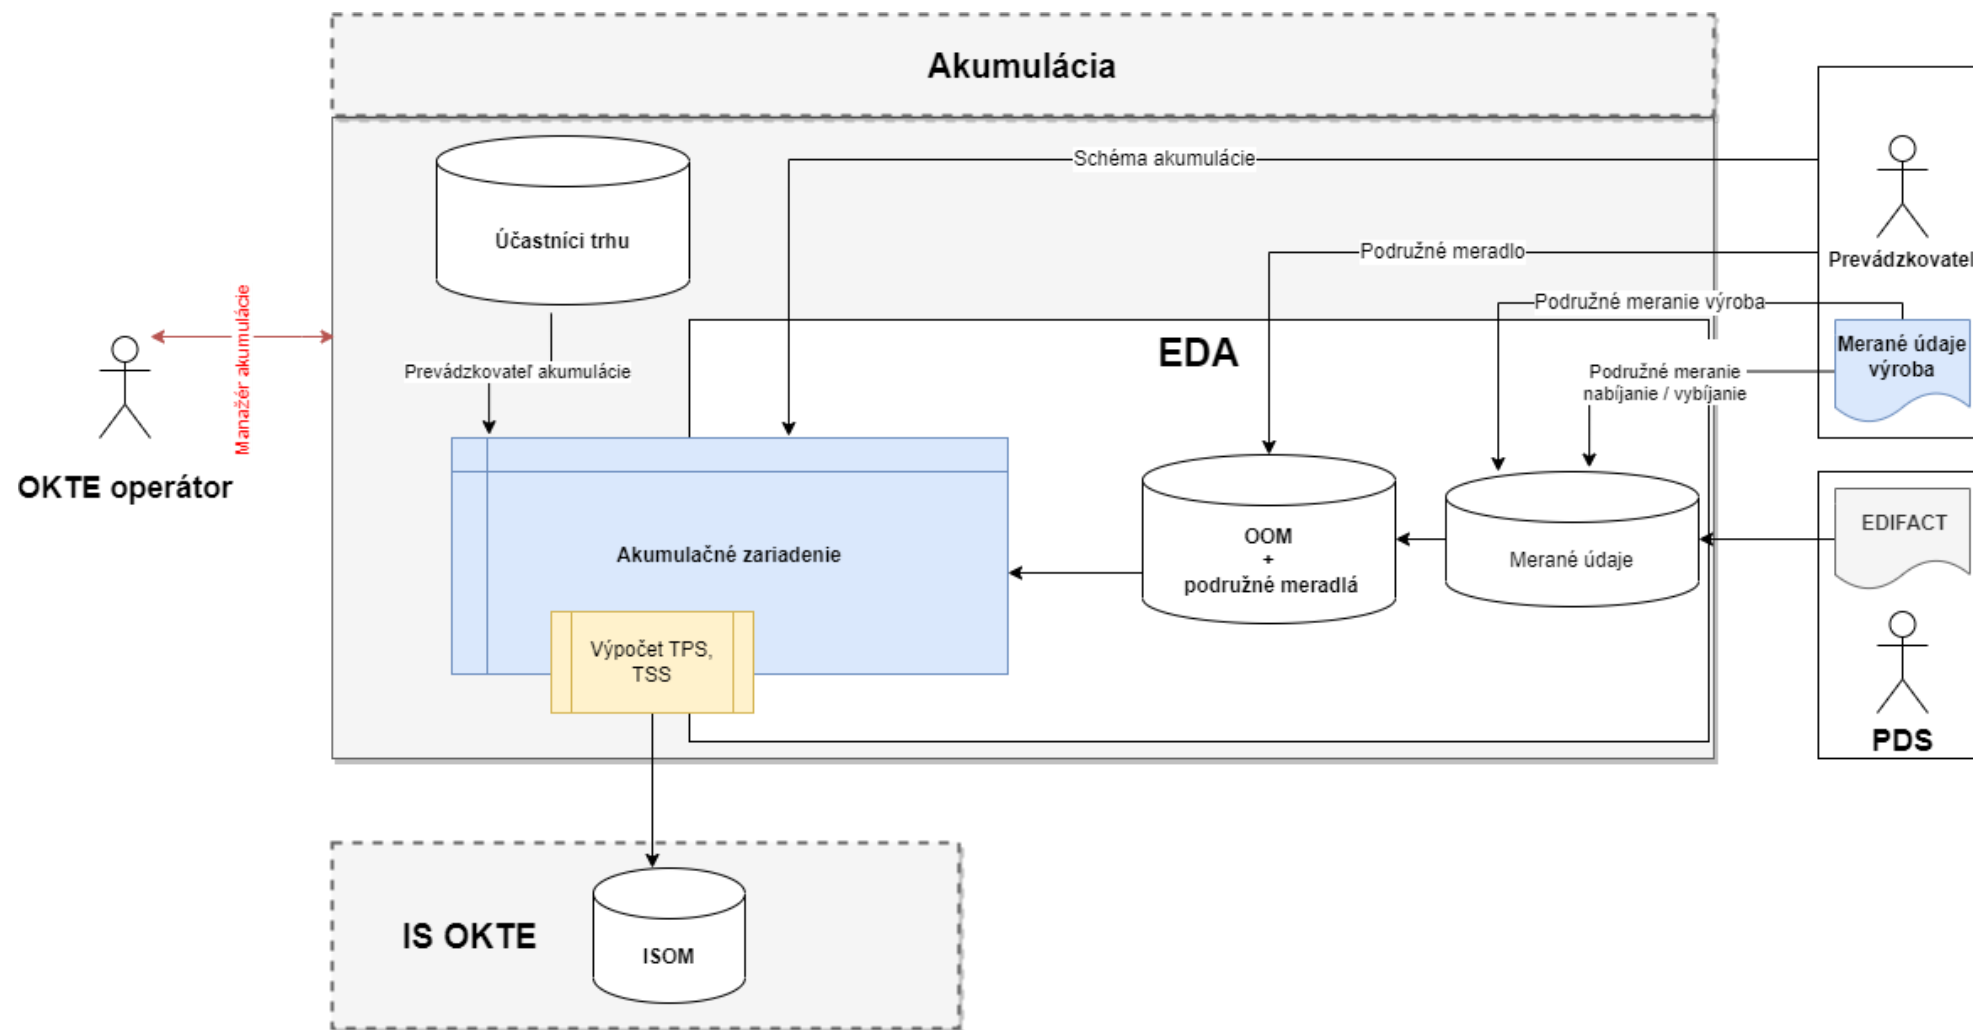 Akumulácia
Schéma akumulácie
Účastníci trhu
Podružné meradlo
Prevádzkovateľ
Podružné meranie výroba
Manažér akumulácie
EDA
Merané údaje
výroba
Prevádzkovateľ akumulácie
Podružné meranie
nabíjanie / vybíjanie
OKTE operátor
EDIFACT
OOM
+
podružné meradlá
Merané údaje
Akumulačné zariadenie
Výpočet TPS,
TSS
PDS
IS OKTE
ISOM